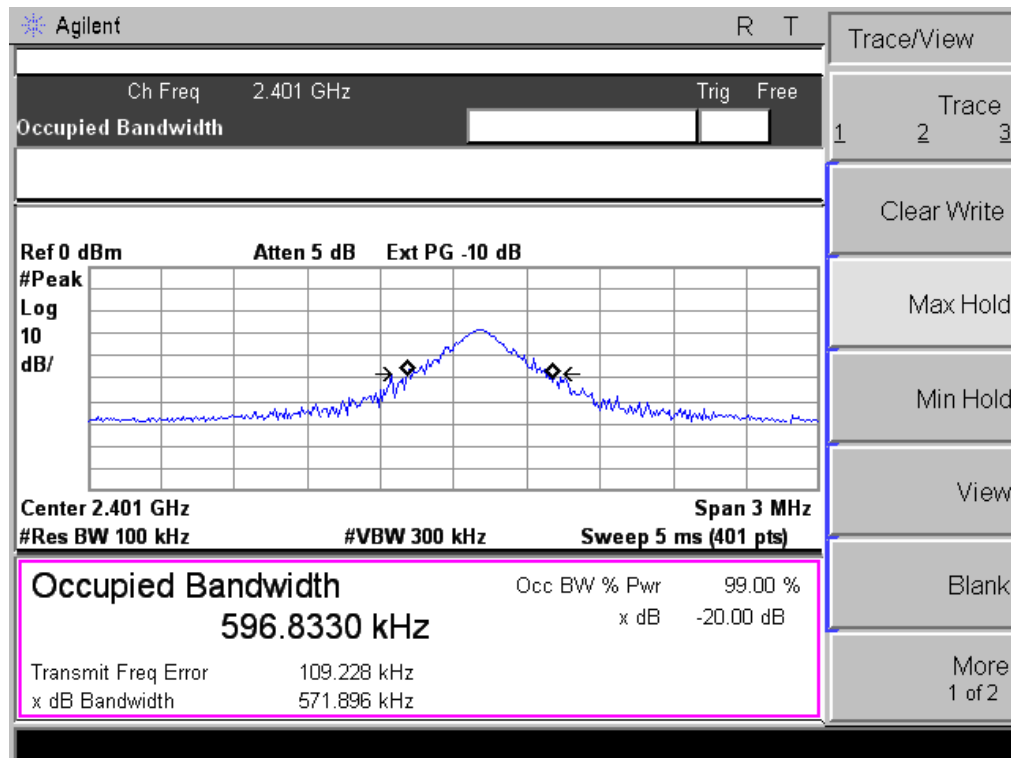 Agilent R T
Trace/View
Ch Freq 2.401 GHz Trig Free
Occupied Bandwidth
Trace
1 2 3
Clear Write
Ref 0 dBm Atten 5 dB Ext PG -10 dB
#Peak
Log
10
dB/
Max Hold
Min Hold
View
Center 2.401 GHz Span 3 MHz
#Res BW 100 kHz #VBW 300 kHz Sweep 5 ms (401 pts)
Occupied Bandwidth Occ BW % Pwr 99.00 %
596.8330 kHz x dB -20.00 dB
Blank
Transmit Freq Error 109.228 kHz
x dB Bandwidth 571.896 kHz
More
1 of 2